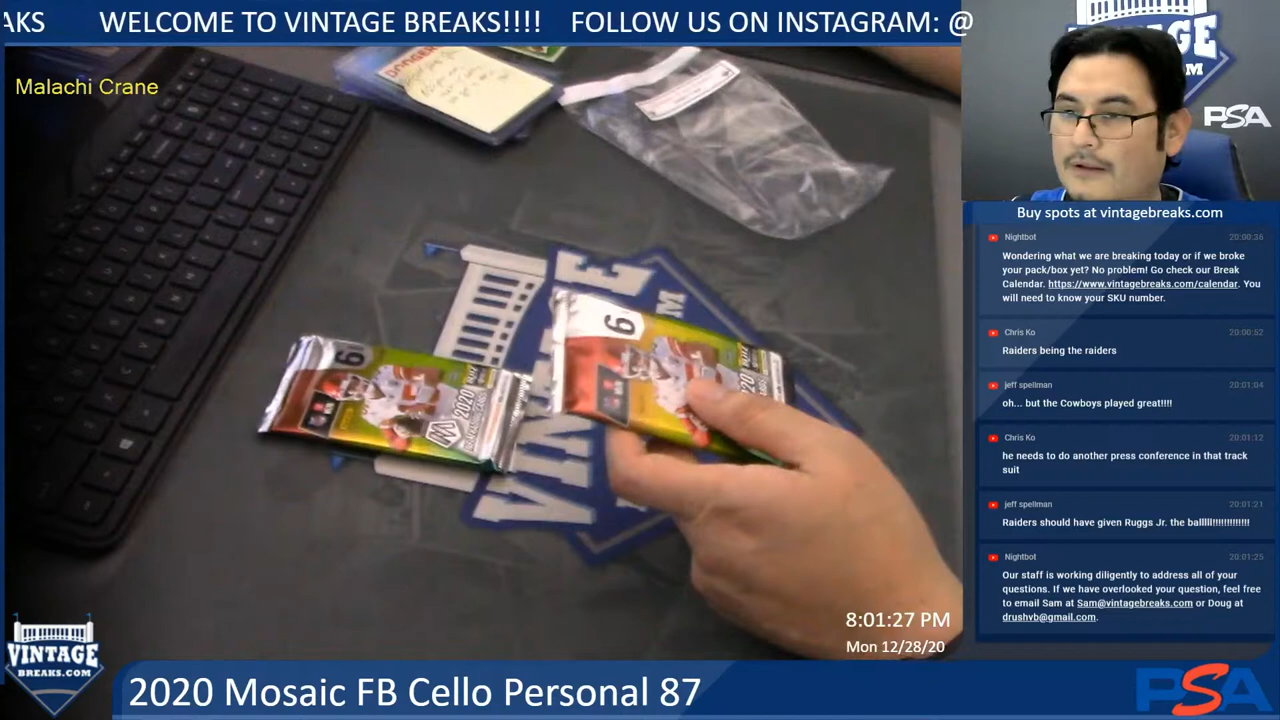 AKS WELCOME TO VINTAGE BREAKS!!!! FOLLOW US ON INSTAGRAM: @
Malachi Crane
VINTAGE
M
PSA
Buy spots at vintagebreaks.com
Nightbot 20:00:36
Wondering what we are breaking today or if we broke
your pack/box yet? No problem! Go check our Break
Calendar. https://www.vintagebreaks.com/calendar. You
will need to know your SKU number.
Chris Ko 20:00:52
Raiders being the raiders
jeff spellman 20:01:04
oh... but the Cowboys played great!!!!
Chris Ko 20:01:12
he needs to do another press conference in that track
suit
jeff spellman 20:01:21
Raiders should have given Ruggs Jr. the balllll!!!!!!!!!!!!!
Nightbot 20:01:25
Our staff is working diligently to address all of your
questions. If we have overlooked your question, feel free
to email Sam at Sam@vintagebreaks.com or Doug at
drushvb@gmail.com.
9
2020
9
20
VIN
E
M
8:01:27 PM
Mon 12/28/20
VINTAGE
BREAKS.COM
2020 Mosaic FB Cello Personal 87
PSA